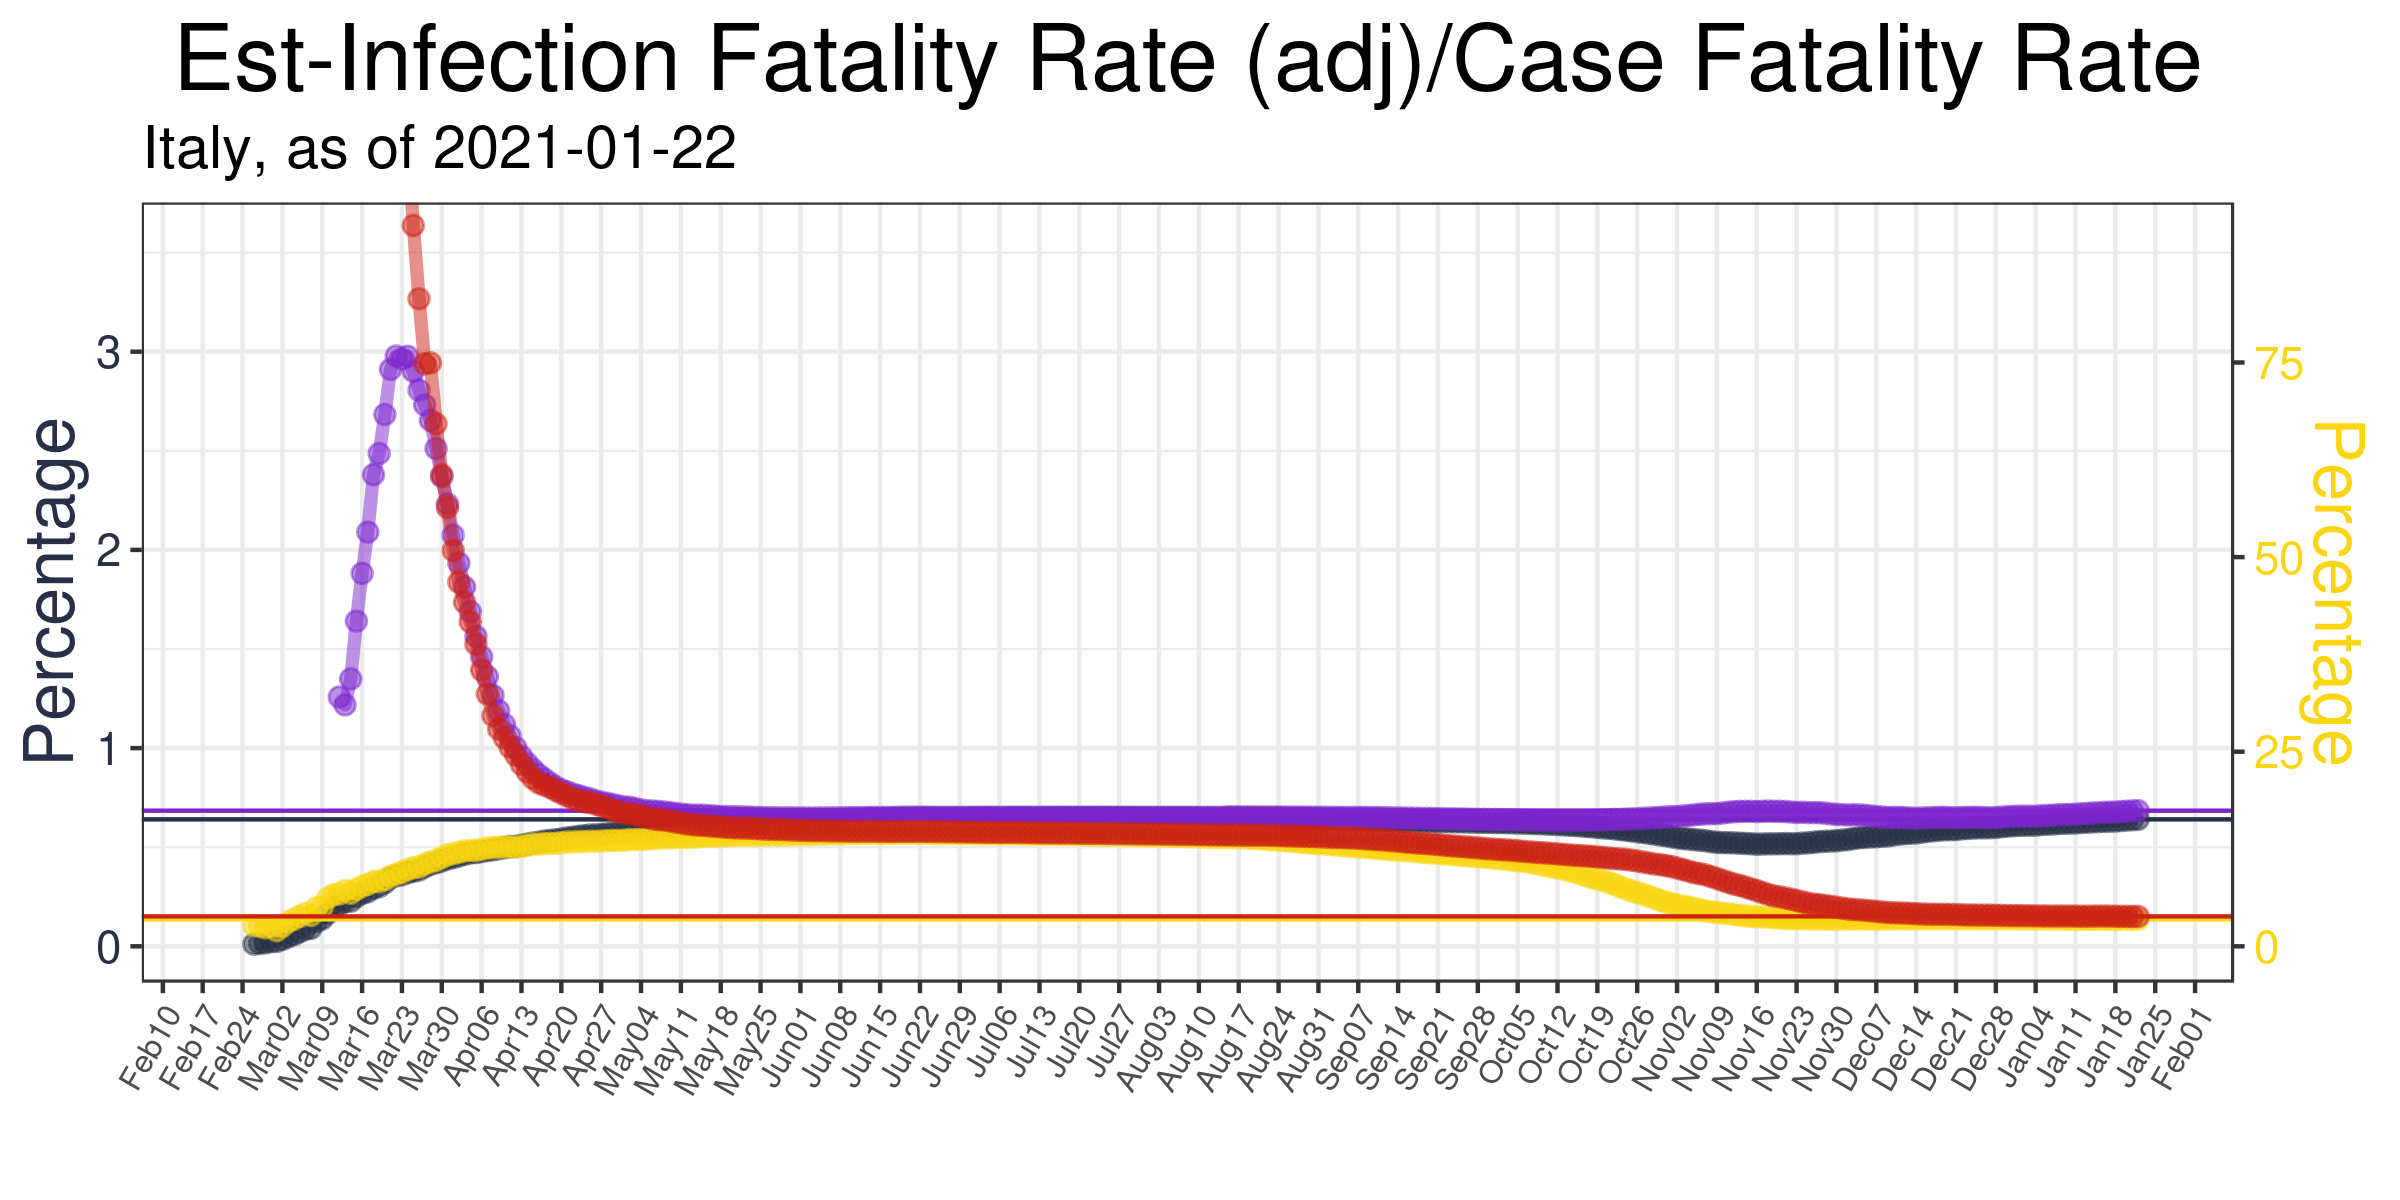 Est-Infection Fatality Rate (adj)/Case Fatality Rate
Italy, as of 2021-01-22
Percentage
3
2
1
0
75
50
25
0
Percentage
Feb10
Feb17
Feb24
Mar02
Mar09
Mar16
Mar23
Mar30
Apr06
Apr13
Apr20
Apr27
May04
May11
May18
May25
Jun01
Jun08
Jun15
Jun22
Jun29
Jul06
Jul13
Jul20
Jul27
Aug03
Aug10
Aug17
Aug24
Aug31
Sep07
Sep14
Sep21
Sep28
Oct05
Oct12
Oct19
Oct26
Nov02
Nov09
Nov16
Nov23
Nov30
Dec07
Dec14
Dec21
Dec28
Jan04
Jan11
Jan18
Jan25
Feb01